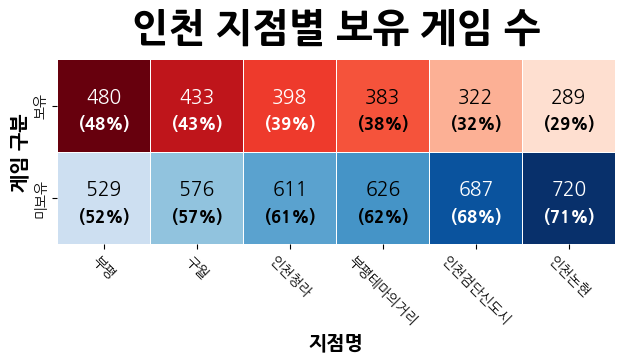 인천 지점별 보유 게임 수
게임 구분
보유
480 433 398 383 322 289
(48%) (43%) (39%) (38%) (32%) (29%)
미보유
529 576 611 626 687 720
(52%) (57%) (61%) (62%) (68%) (71%)
부평 구월 인천청라 부평테마의거리 인천검단신도시 인천논현
지점명